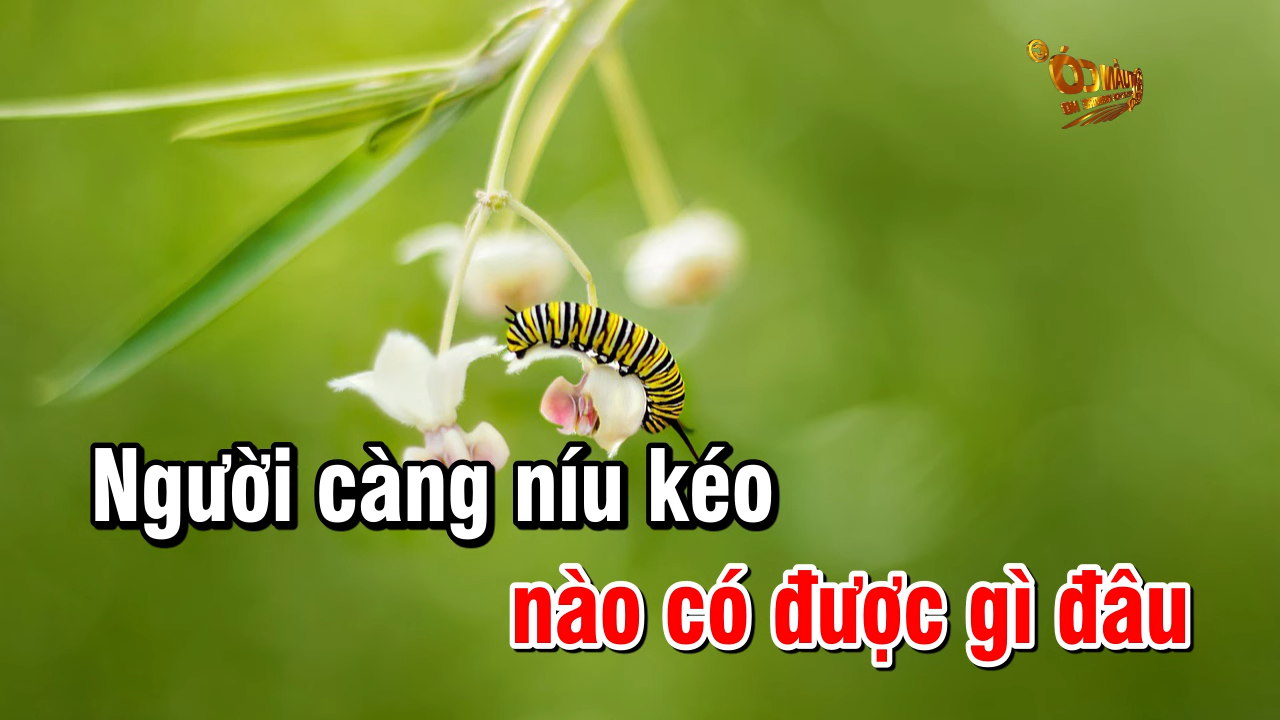 Người càng níu kéo
nào có được gì đâu